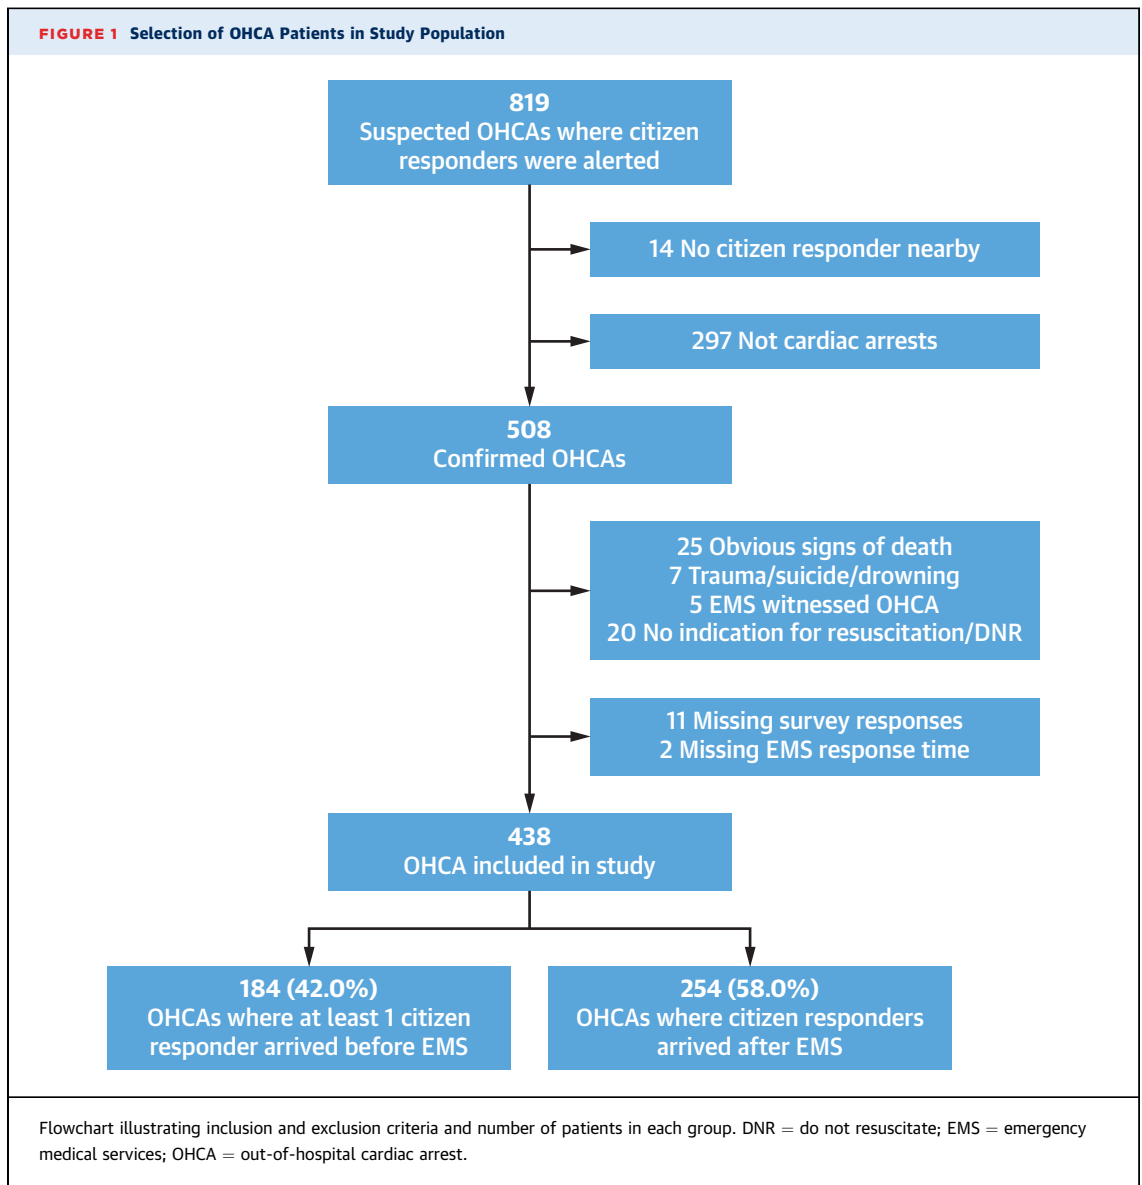 FIGURE 1 Selection of OHCA Patients in Study Population
819
Suspected OHCAs where citizen
responders were alerted
14 No citizen responder nearby
297 Not cardiac arrests
508
Confirmed OHCAs
25 Obvious signs of death
7 Trauma/suicide/drowning
5 EMS witnessed OHCA
20 No indication for resuscitation/DNR
11 Missing survey responses
2 Missing EMS response time
438
OHCA included in study
184 (42.0%)
OHCAs where at least 1 citizen
responder arrived before EMS
254 (58.0%)
OHCAs where citizen responders
arrived after EMS
Flowchart illustrating inclusion and exclusion criteria and number of patients in each group. DNR = do not resuscitate; EMS = emergency
medical services; OHCA = out-of-hospital cardiac arrest.